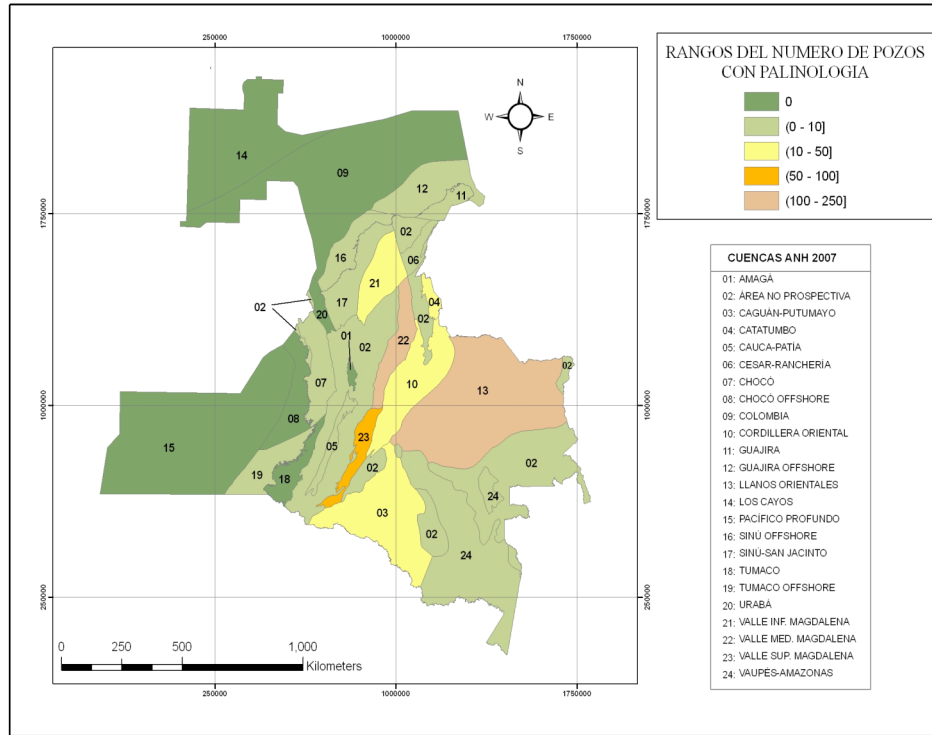 250000 1000000 1750000
RANGOS DEL NUMERO DE POZOS
CON PALINOLOGIA
0
(0 - 10]
(10 - 50]
(50 - 100]
(100 - 250]
N
W E
S
14
09
12
11
1750000 1750000
02
16
06
21
17
04
02
20
02
01
02
22
10
13
02
07
1000000 1000000
08
15
23
05
02
02
19
18
24
03
02
24
250000 250000
0 250 500 1,000
Kilometers
250000 1000000 1750000
CUENCAS ANH 2007
01: AMAGÁ
02: ÁREA NO PROSPECTIVA
03: CAGUÁN-PUTUMAYO
04: CATATUMBO
05: CAUCA-PATÍA
06: CESAR-RANCHERÍA
07: CHOCÓ
08: CHOCÓ OFFSHORE
09: COLOMBIA
10: CORDILLERA ORIENTAL
11: GUAJIRA
12: GUAJIRA OFFSHORE
13: LLANOS ORIENTALES
14: LOS CAYOS
15: PACÍFICO PROFUNDO
16: SINÚ OFFSHORE
17: SINÚ-SAN JACINTO
18: TUMACO
19: TUMACO OFFSHORE
20: URABÁ
21: VALLE INF. MAGDALENA
22: VALLE MED. MAGDALENA
23: VALLE SUP. MAGDALENA
24: VAUPÉS-AMAZONAS